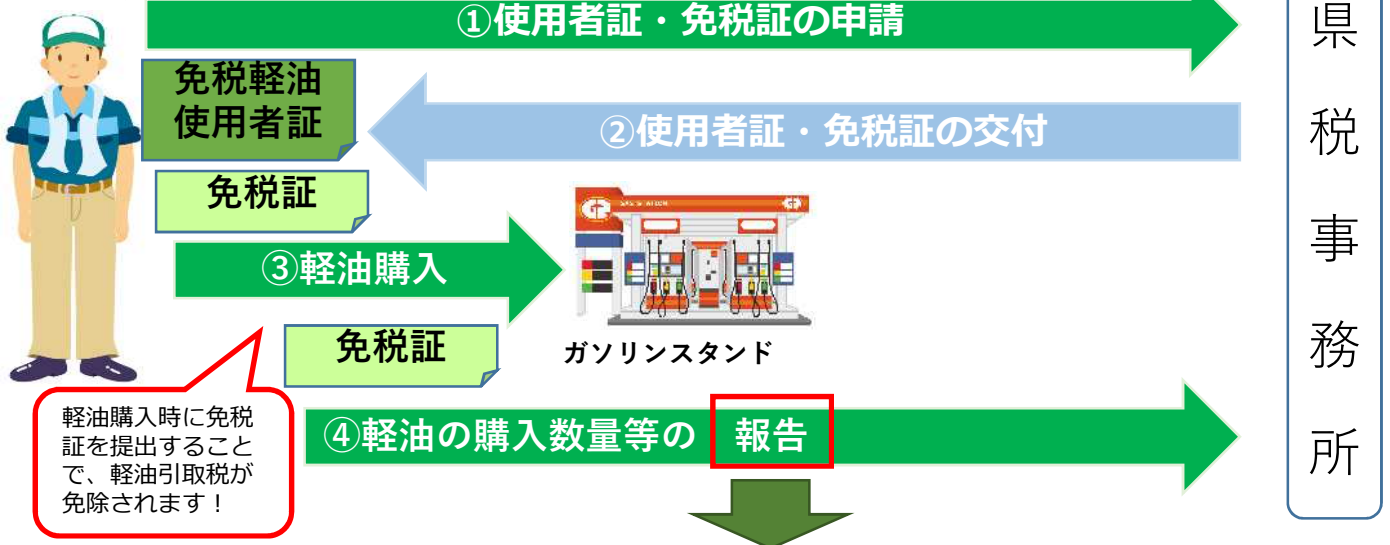 ①使用者証・免税証の申請
免税軽油
使用者証
②使用者証・免税証の交付
免税証
③軽油購入
免税証
ガソリンスタンド
軽油購入時に免税
証を提出すること
で、軽油引取税が
免除されます！
④軽油の購入数量等の 報告
県税事務所